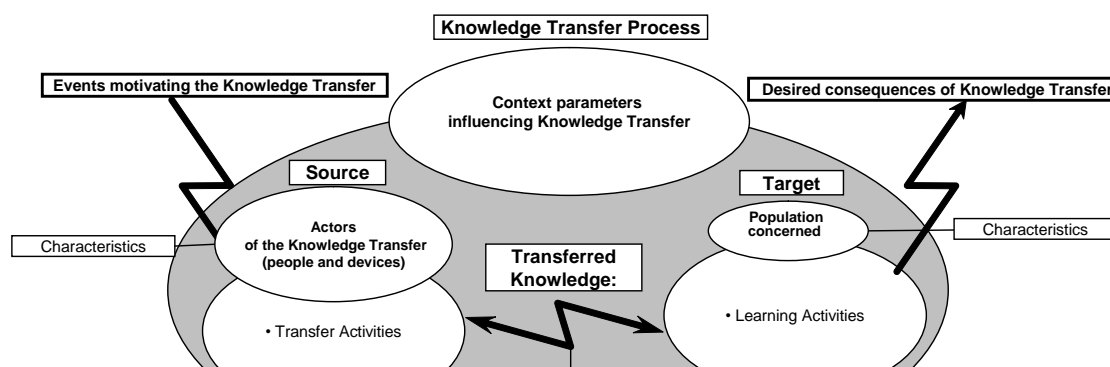 Knowledge Transfer Process
Events motivating the Knowledge Transfer
Desired consequences of Knowledge Transfer
Context parameters
influencing Knowledge Transfer
Source
Target
Actors
of the Knowledge Transfer
(people and devices)
Population
concerned
Characteristics
Characteristics
Transferred
Knowledge:
• Transfer Activities
• Learning Activities